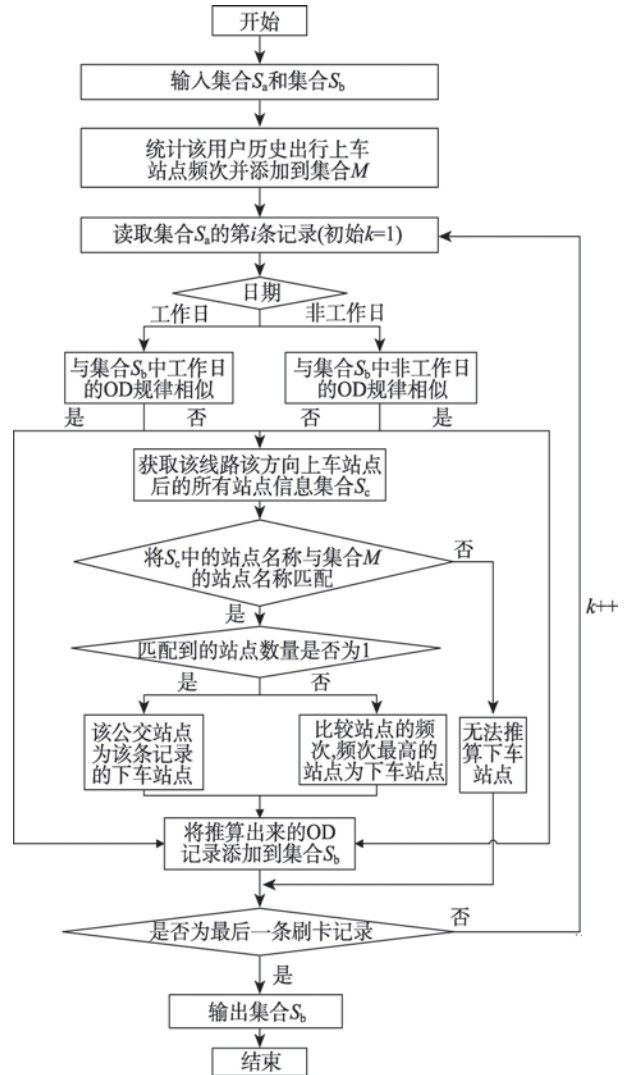 开始
输入集合Sa和集合Sb
统计该用户历史出行上车
站点频次并添加到集合M
读取集合Sa的第i条记录(初始k=1)
日期
工作日
非工作日
与集合Sb中工作日
的OD规律相似
与集合Sb中非工作日
的OD规律相似
是
否
否
是
获取该线路该方向上车站点
后的所有站点信息集合Sc
将Sc中的站点名称与集合M
的站点名称匹配
否
是
k++
匹配到的站点数量是否为1
是
否
该公交站点
为该条记录
的下车站点
比较站点的频
次,频次最高的
站点为下车站点
无法推
算下车
站点
将推算出来的OD
记录添加到集合Sb
是否为最后一条刷卡记录
否
是
输出集合Sb
结束